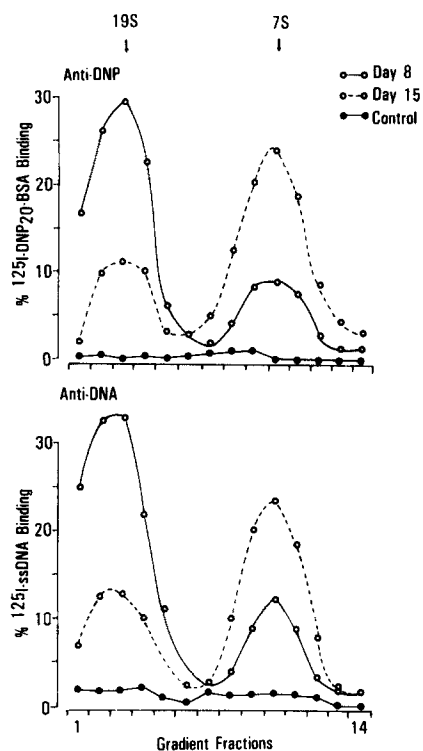 19S 7S
Anti-DNP
Day 8
Day 15
Control
30
20
10
0
% 125I-DNP20-BSA Binding
Anti-DNA
30
20
10
0
% 125I-ssDNA Binding
1 14
Gradient Fractions